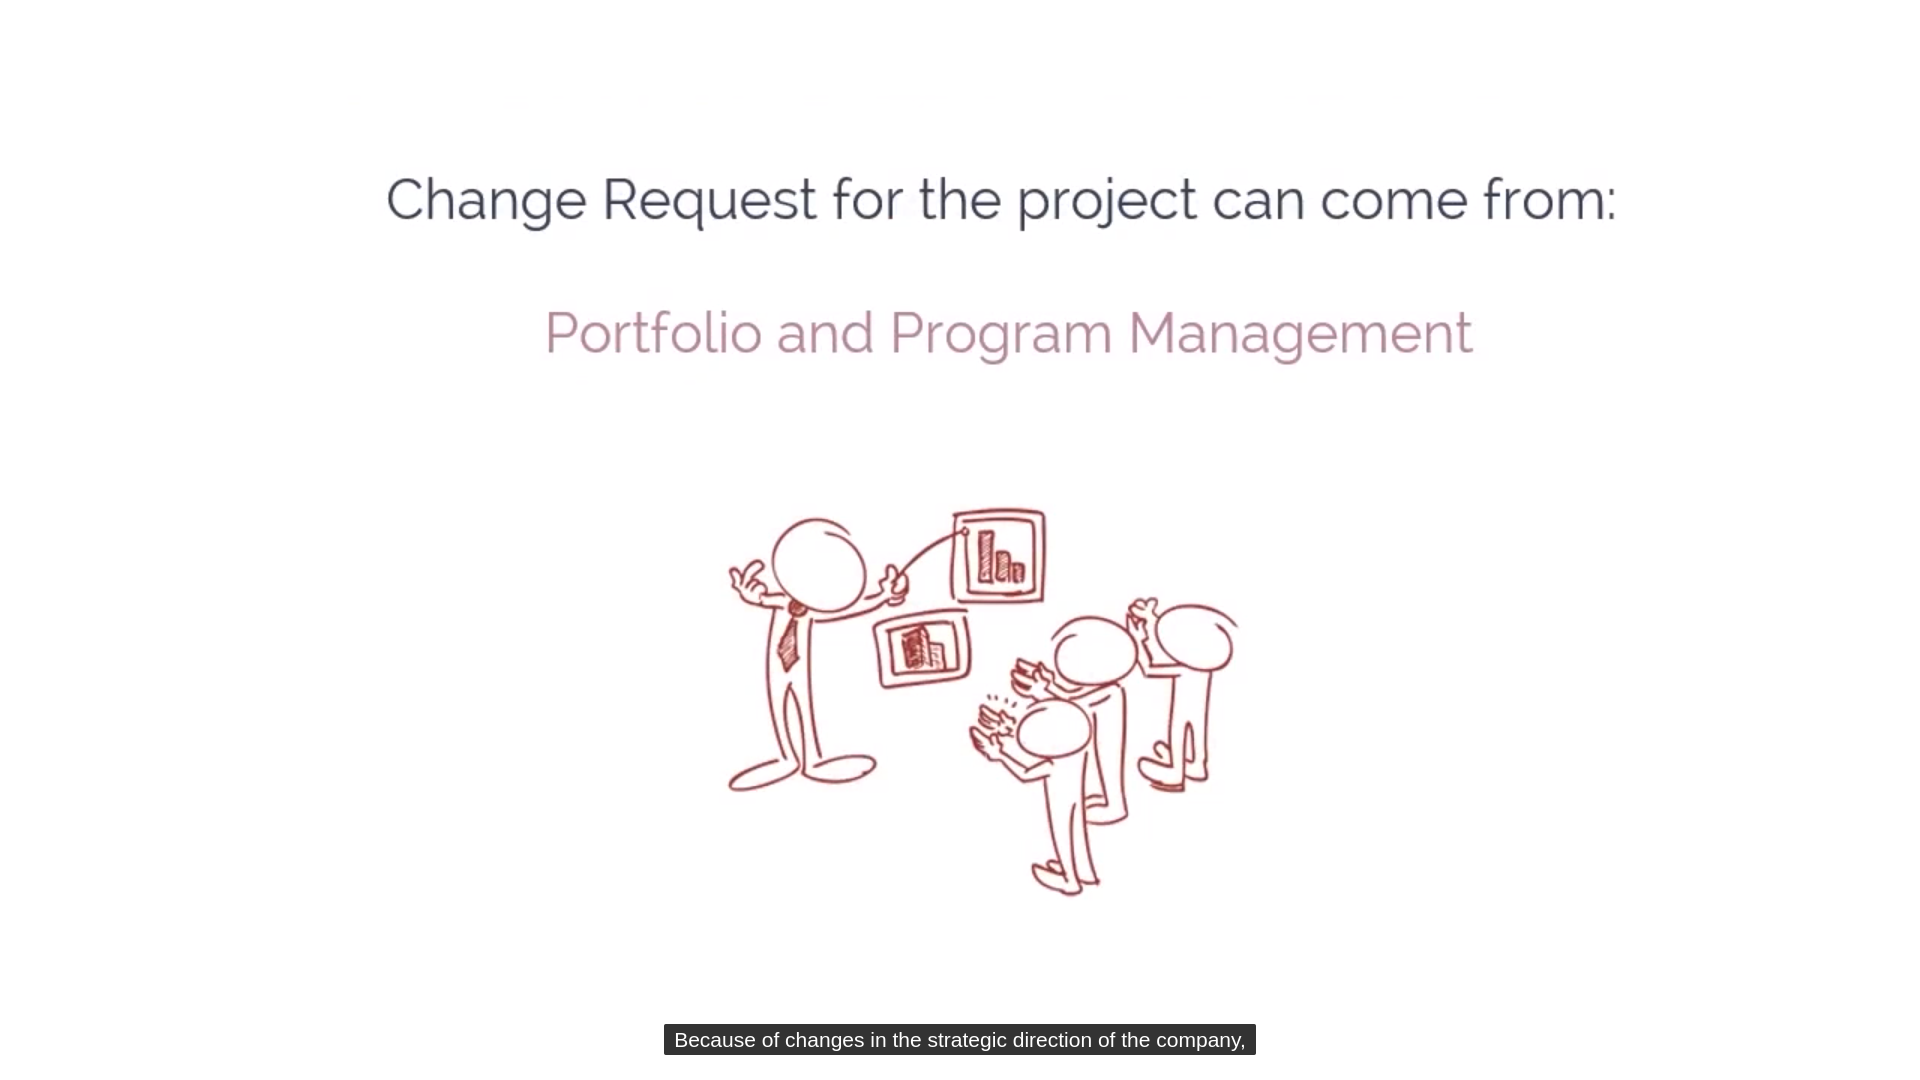 Change Request for the project can come from:
Portfolio and Program Management
Because of changes in the strategic direction of the company,